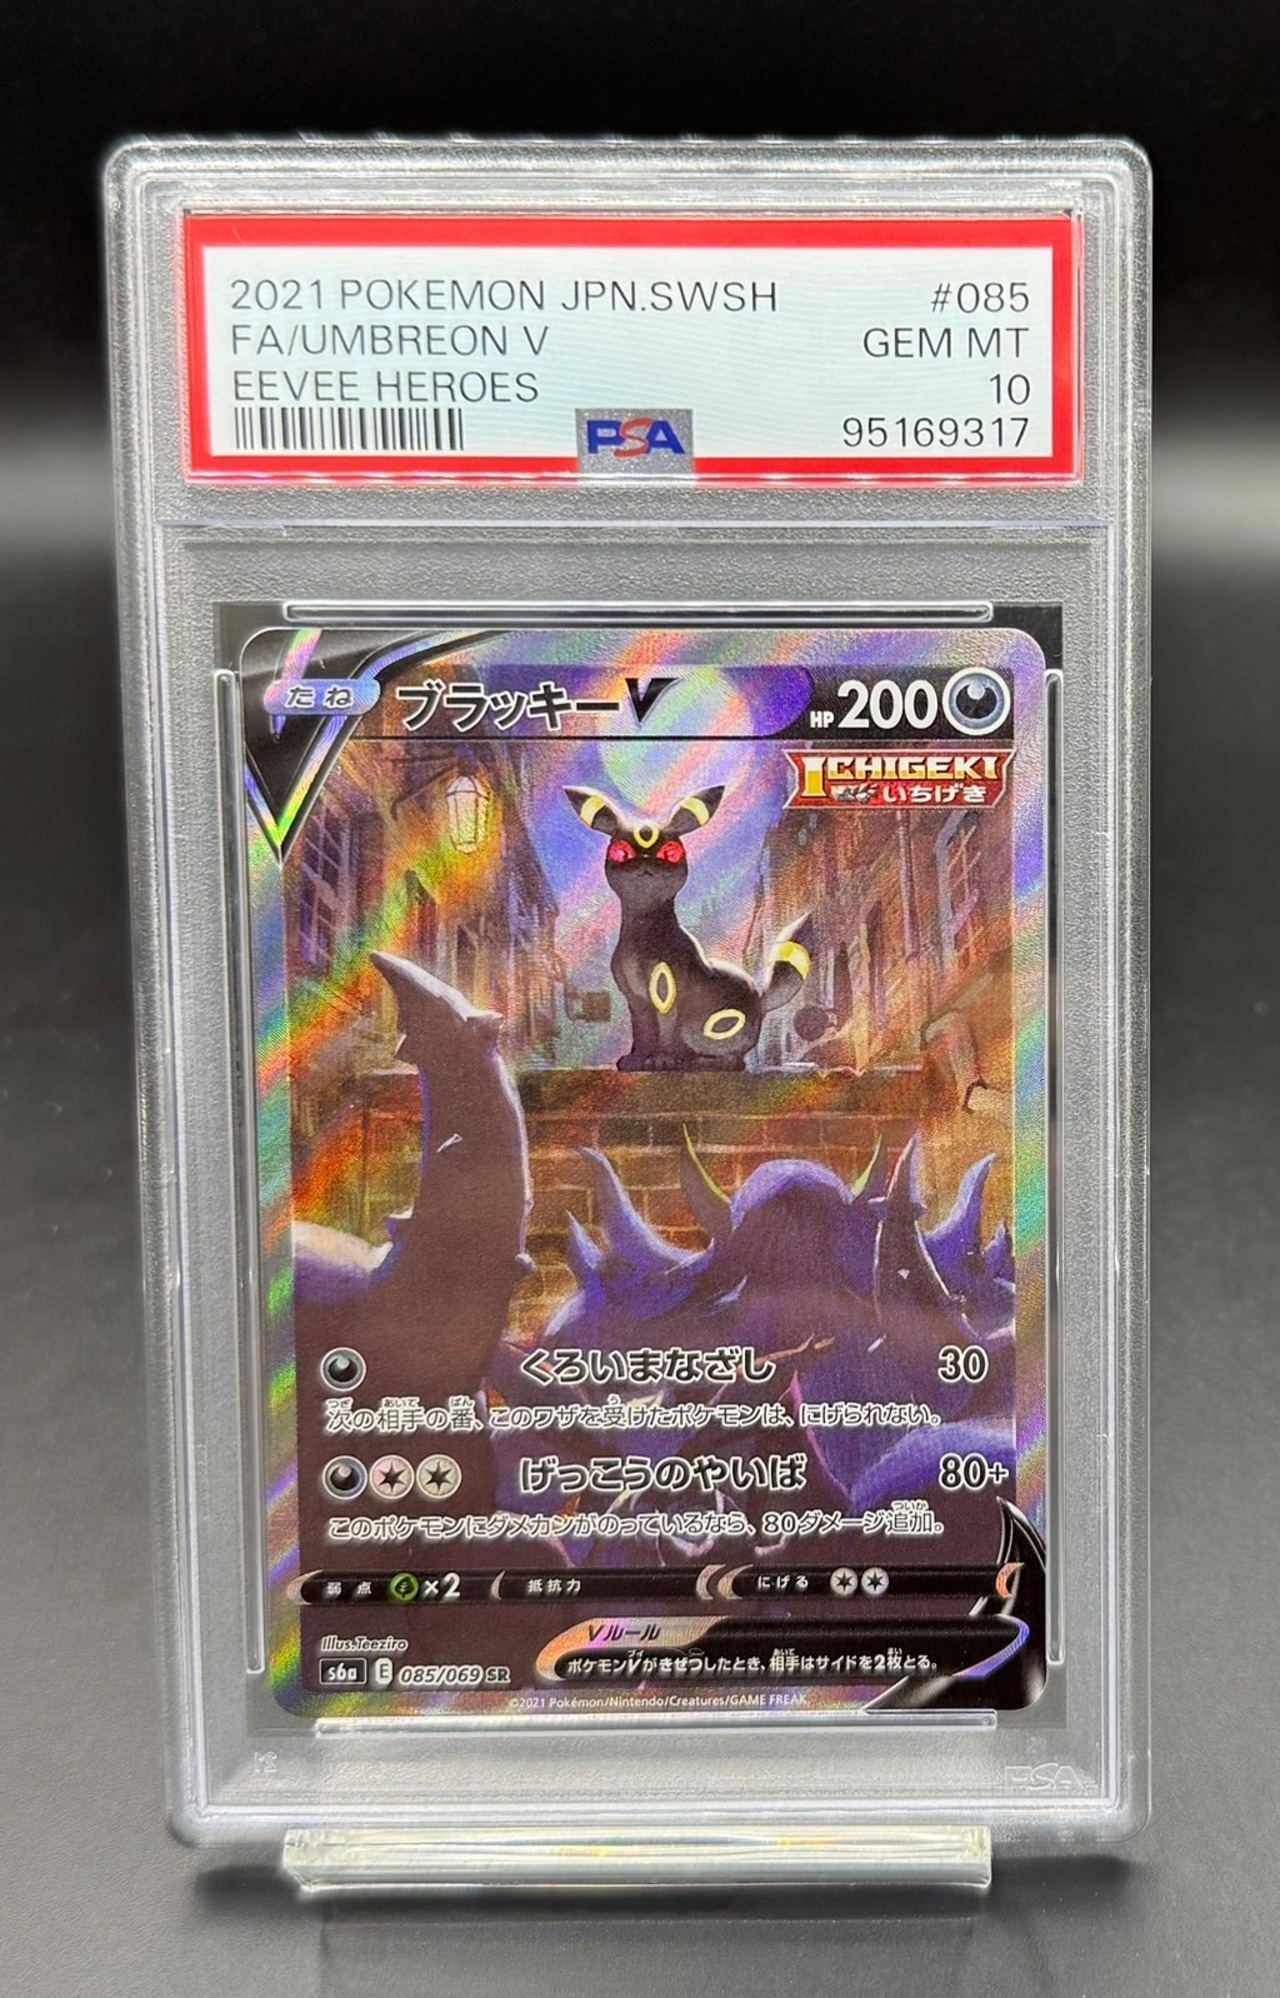 2021 POKEMON JPN.SWSH #085
FA/UMBREON V GEM MT
EEVEE HEROES 10
PSA 95169317
たね ブラッキーV HP 200
ICHIGEKI
いちげき
くろいまなざし 30
次の相手の番、このワザを受けたポケモンは、にげられない。
げっこうのやいば 80+
このポケモンにダメカンがのっているなら、80ダメージ追加。
弱点 ×2 抵抗力 にげる
Illus.Teeziro
Vルール
s6a E 085/069 SR ポケモンVがきぜつしたとき、相手はサイドを2枚とる。
©2021 Pokémon/Nintendo/Creatures/GAME FREAK.
PSA